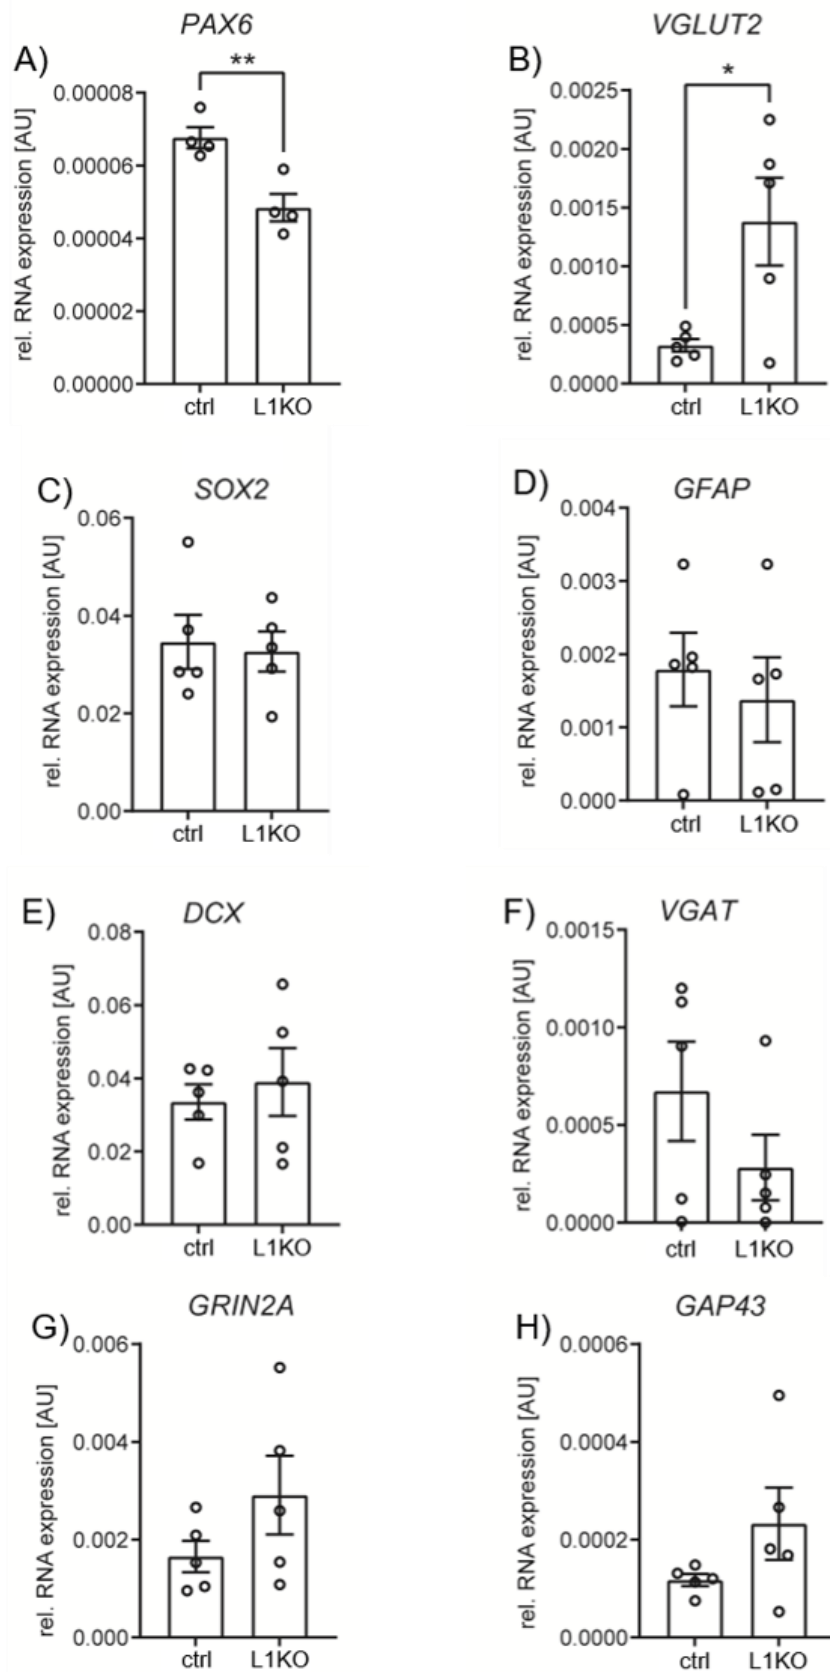 PAX6
A)
**
rel. RNA expression [AU]
0.00008
0.00006
0.00004
0.00002
0.00000
ctrl L1KO
VGLUT2
B)
*
rel. RNA expression [AU]
0.0025
0.0020
0.0015
0.0010
0.0005
0.0000
ctrl L1KO
C)
SOX2
rel. RNA expression [AU]
0.06
0.04
0.02
0.00
ctrl L1KO
D)
GFAP
rel. RNA expression [AU]
0.004
0.003
0.002
0.001
0.000
ctrl L1KO
E)
DCX
rel. RNA expression [AU]
0.08
0.06
0.04
0.02
0.00
ctrl L1KO
F)
VGAT
rel. RNA expression [AU]
0.0015
0.0010
0.0005
0.0000
ctrl L1KO
G)
GRIN2A
rel. RNA expression [AU]
0.006
0.004
0.002
0.000
ctrl L1KO
H)
GAP43
rel. RNA expression [AU]
0.0006
0.0004
0.0002
0.0000
ctrl L1KO